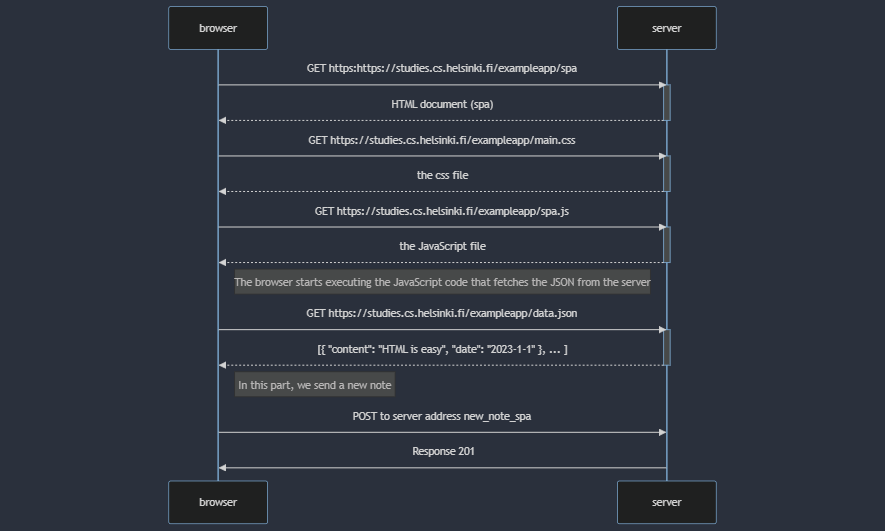 browser server
GET https:https://studies.cs.helsinki.fi/exampleapp/spa
HTML document (spa)
GET https://studies.cs.helsinki.fi/exampleapp/main.css
the css file
GET https://studies.cs.helsinki.fi/exampleapp/spa.js
the JavaScript file
The browser starts executing the JavaScript code that fetches the JSON from the server
GET https://studies.cs.helsinki.fi/exampleapp/data.json
[{ "content": "HTML is easy", "date": "2023-1-1" }, ... ]
In this part, we send a new note
POST to server address new_note_spa
Response 201
browser server